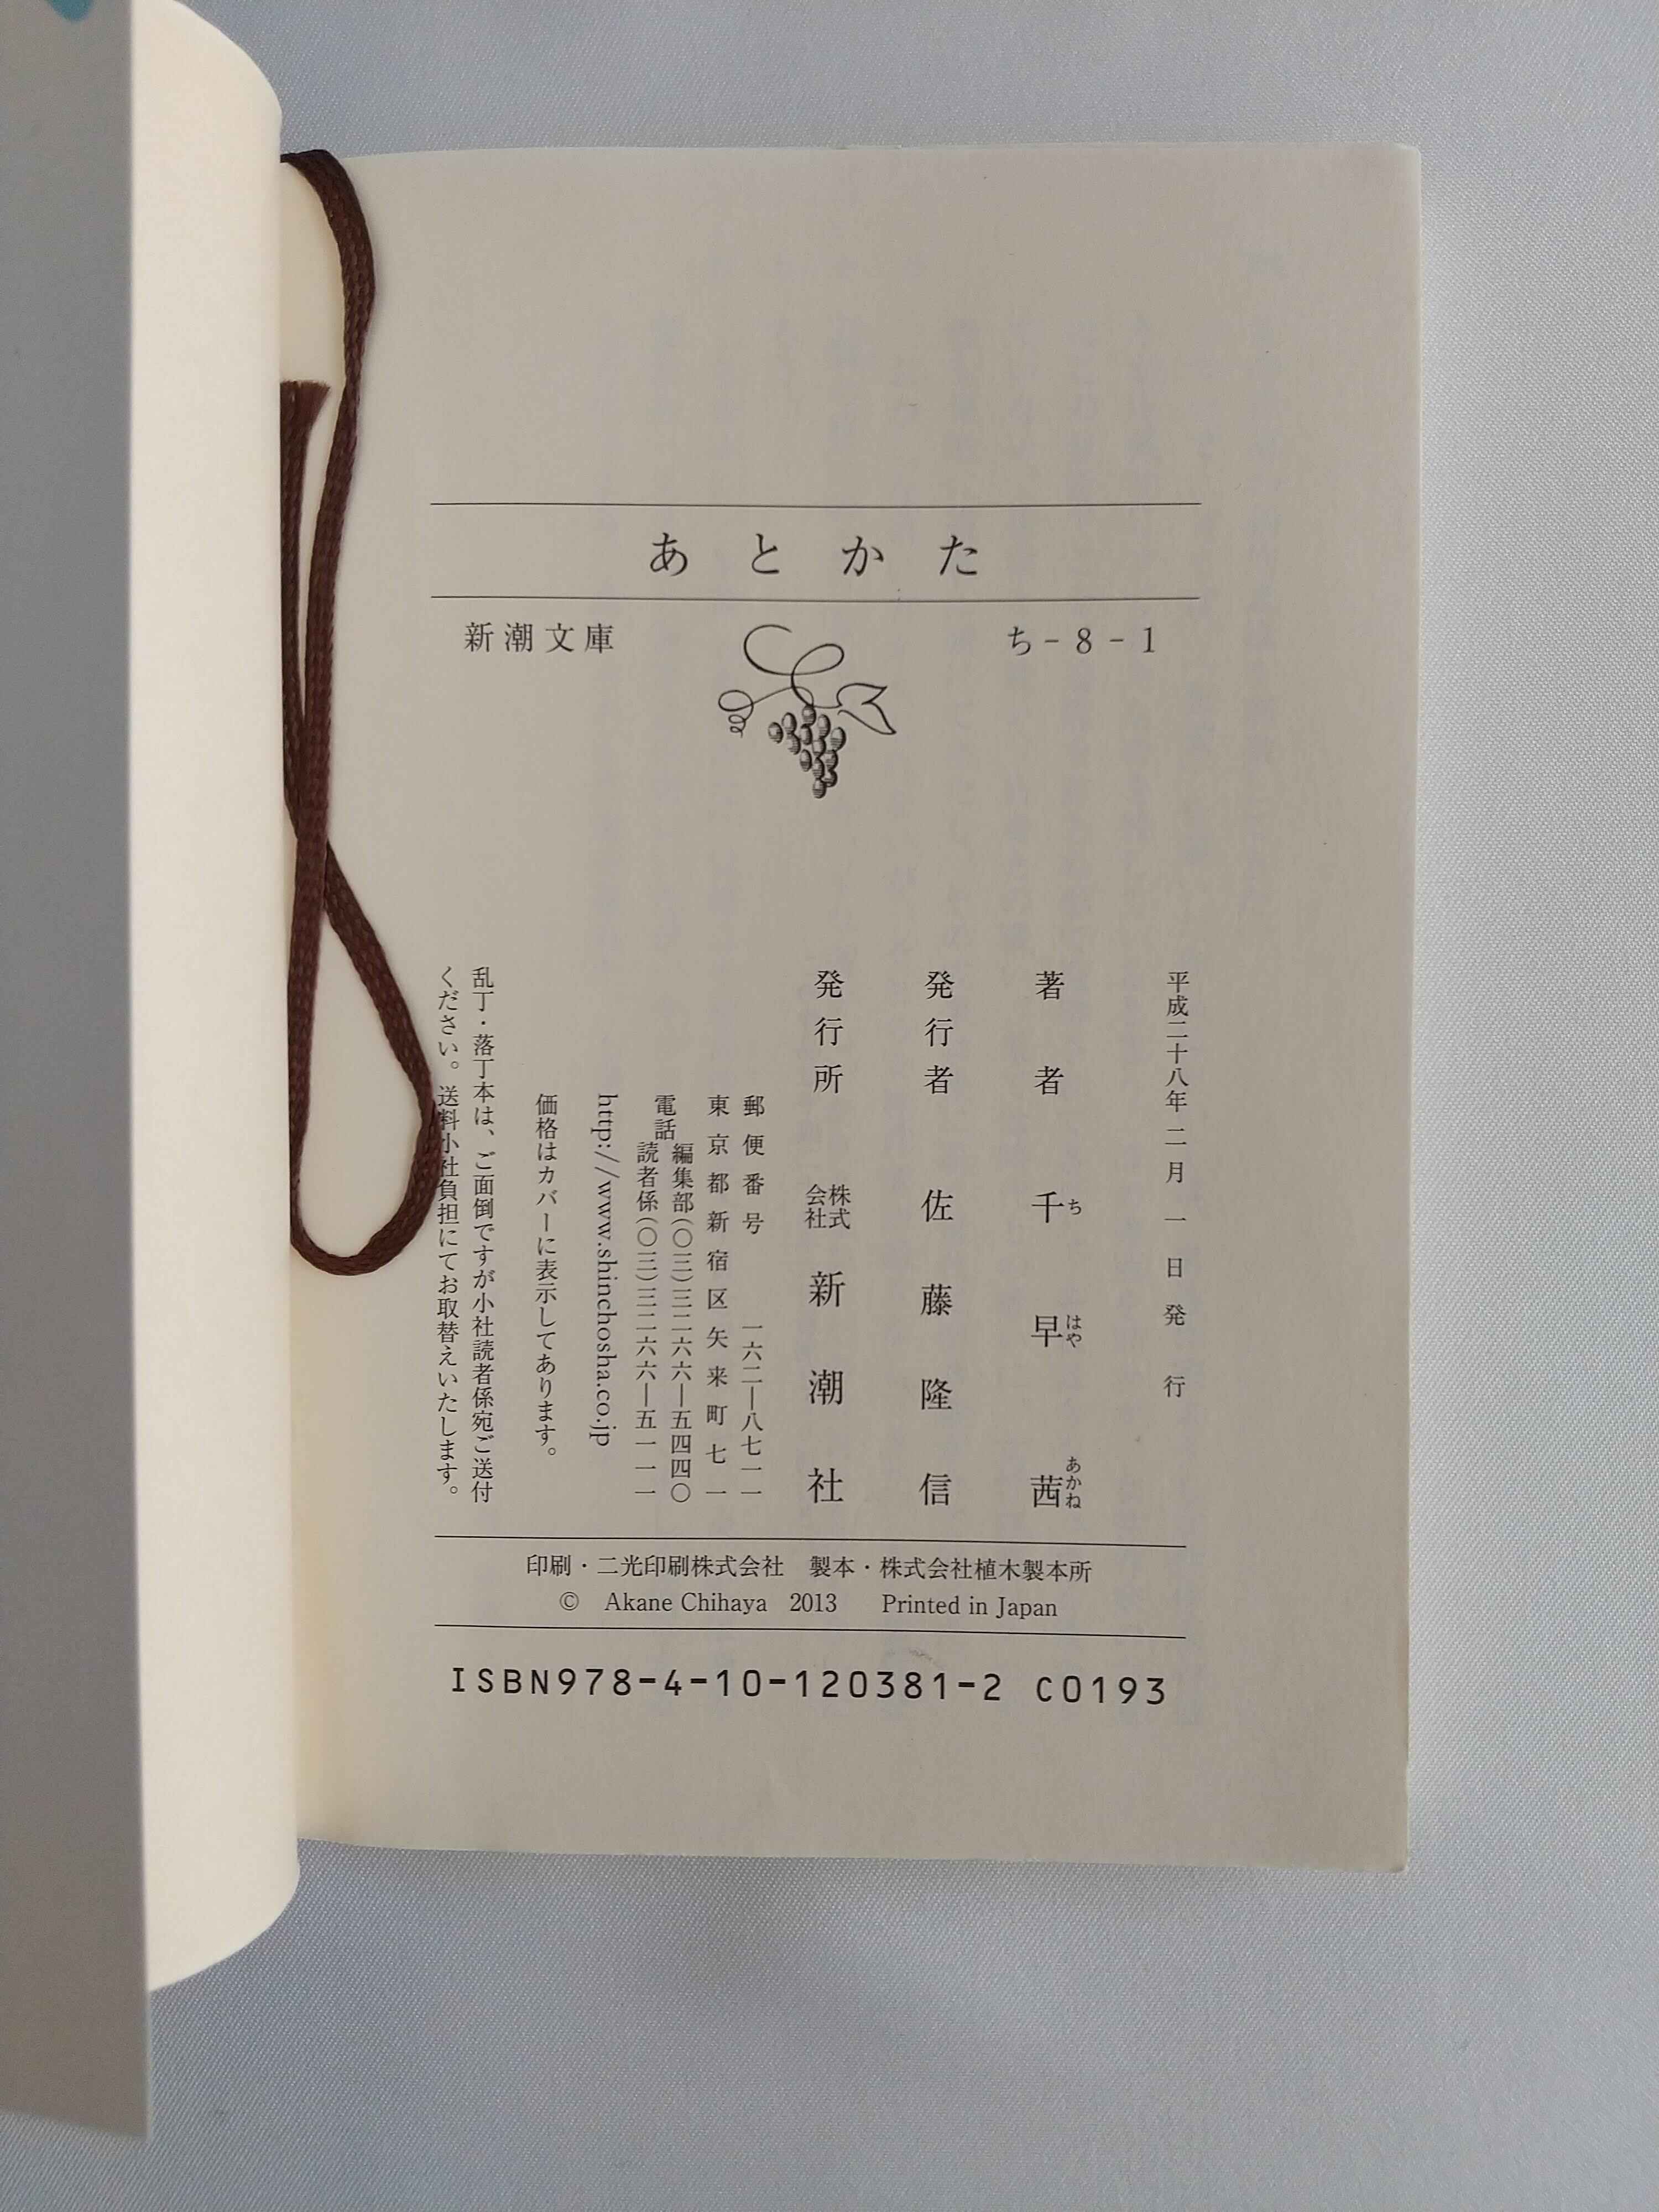 あとかた
新潮文庫
ち-8-1
平成二十八年二月一日発行
著者 千早茜
ち はや あかね
発行者 佐藤隆信
発行所 株式会社 新潮社
郵便番号 一六二―八七一一
東京都新宿区矢来町七一
電話 編集部(〇三)三二六六―五四四〇
読者係(〇三)三二六六―五一一一
http://www.shinchosha.co.jp
価格はカバーに表示してあります。
乱丁・落丁本は、ご面倒ですが小社読者係宛ご送付
ください。送料小社負担にてお取替えいたします。
印刷・二光印刷株式会社 製本・株式会社植木製本所
© Akane Chihaya 2013 Printed in Japan
ISBN978-4-10-120381-2 C0193